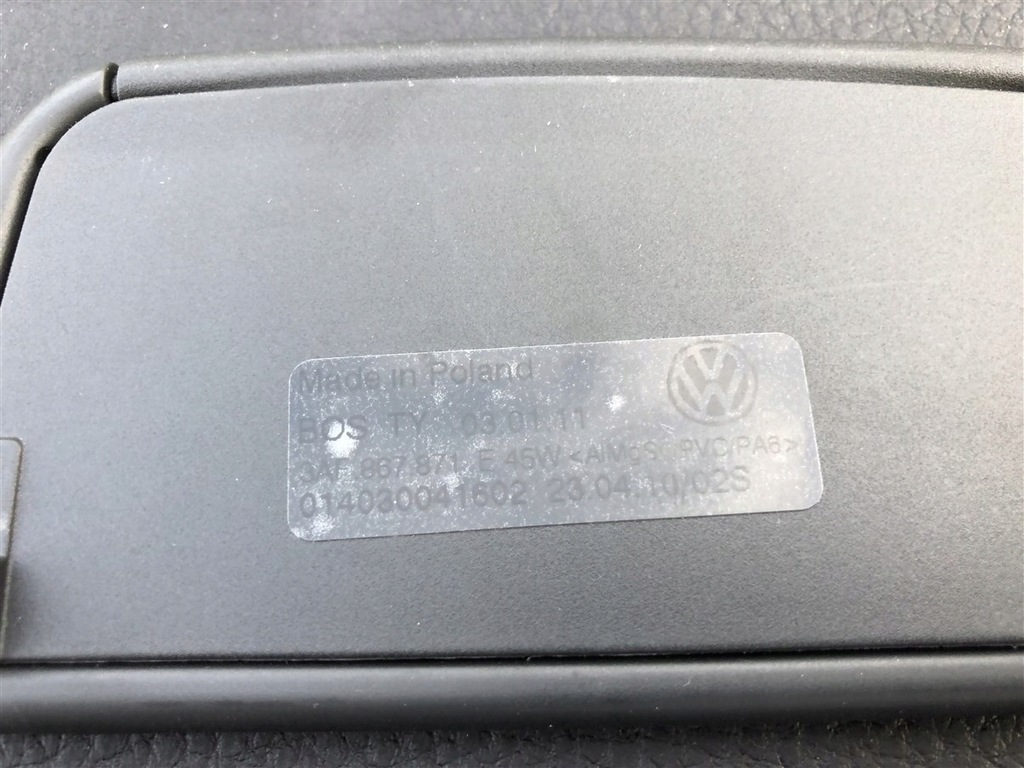 Made in Poland
BOS TY 03.01.11
3AF 867 871 E 45W <AlMgSi PVC/PA6>
014030041602 23.04.10/02S